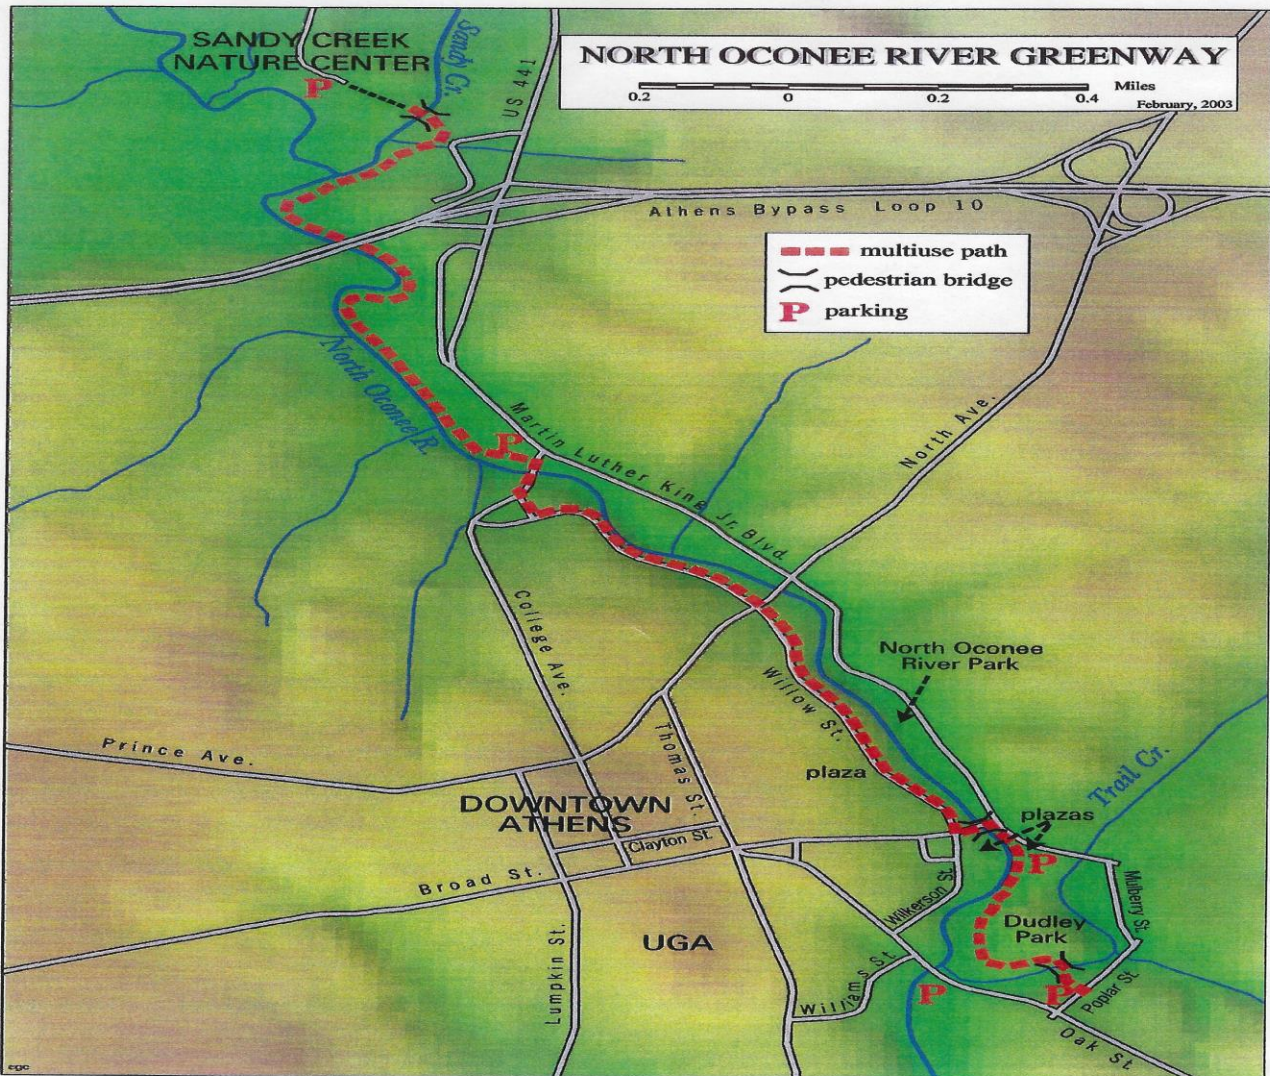 SANDY CREEK
NATURE CENTER
P
Sandy Cr.
US 441
NORTH OCONEE RIVER GREENWAY
Miles
0.2 0 0.2 0.4
February, 2003
Athens Bypass Loop 10
multiuse path
pedestrian bridge
P parking
North Oconee R.
P
Martin Luther King Jr. Blvd.
North Ave.
College Ave.
North Oconee
River Park
Willow St.
Thomas St.
Prince Ave.
plaza
Trail Cr.
DOWNTOWN
ATHENS
plazas
Clayton St.
P
Broad St.
Wilkerson St.
Mulberry St.
Dudley
Park
UGA
Lumpkin St.
Williams St.
P
P
Poplar St.
Oak St.
egc